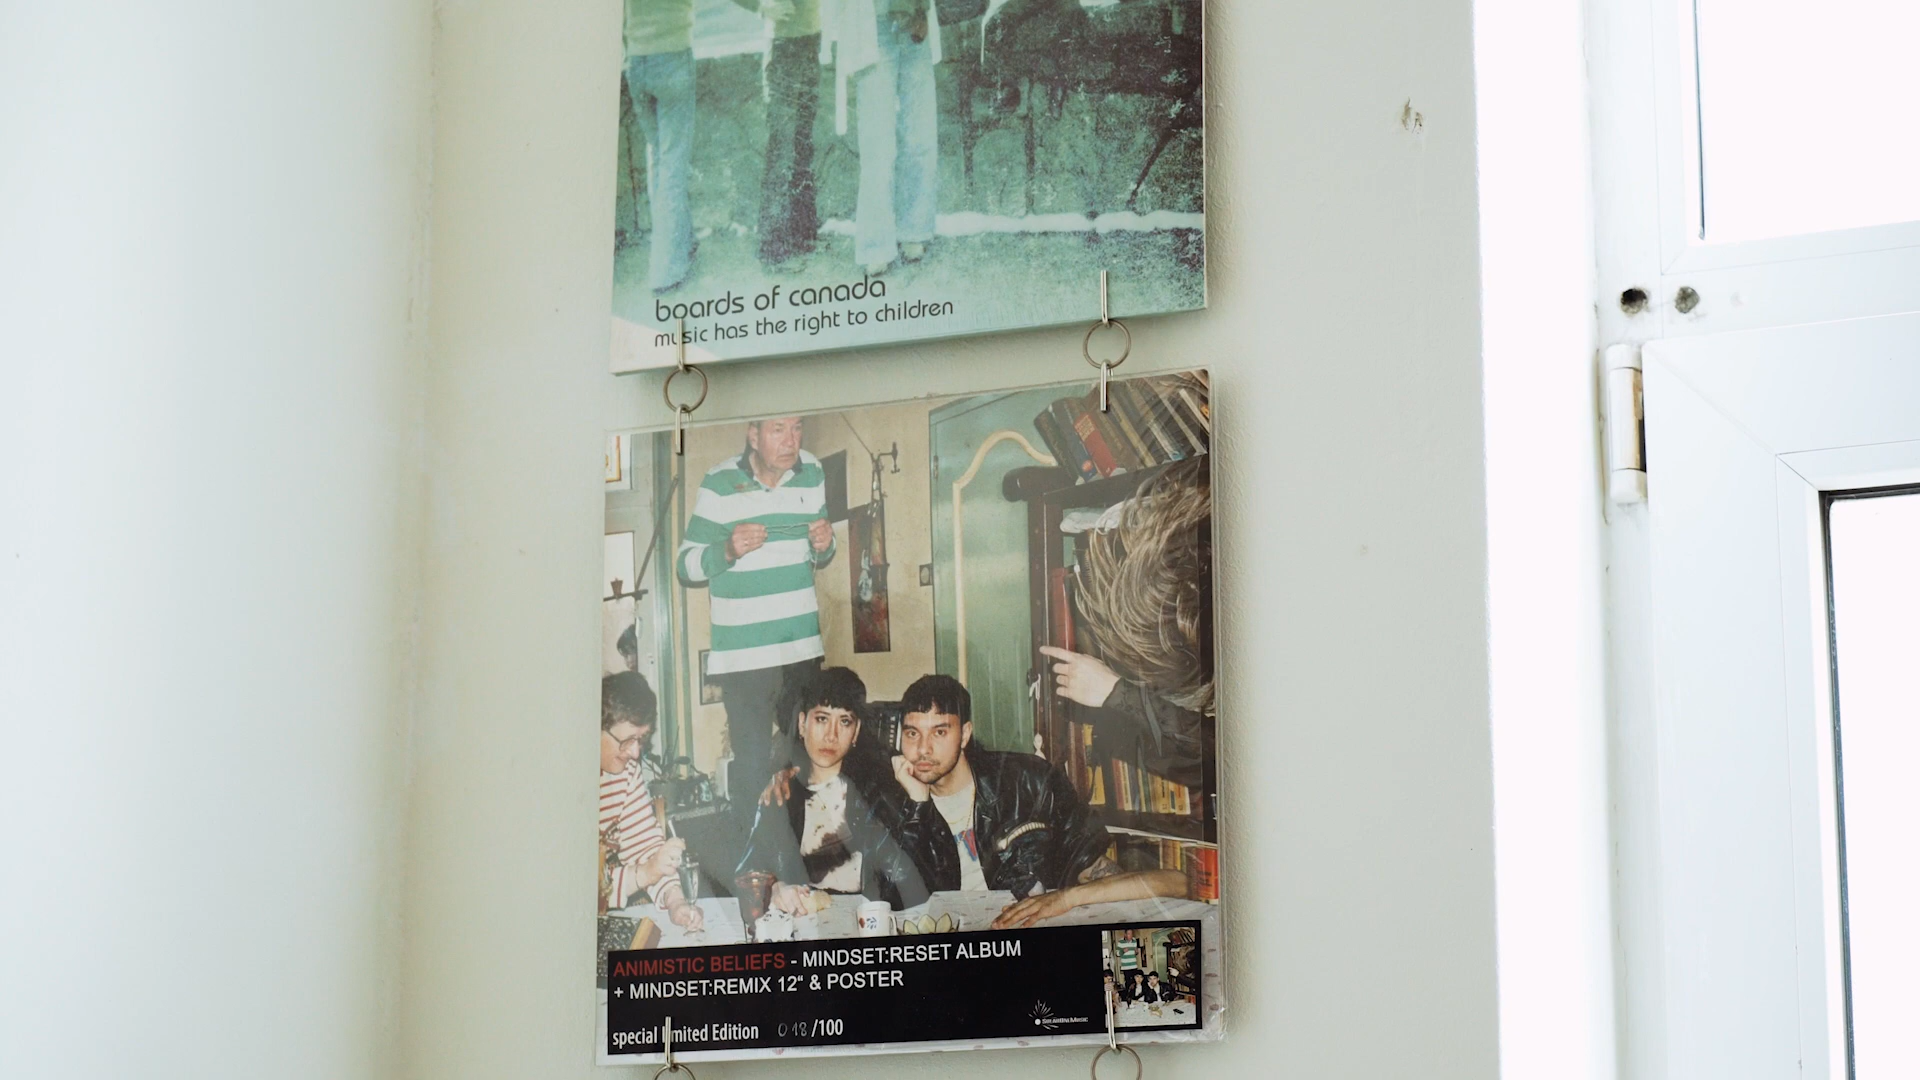 boards of canada
music has the right to children
ANIMISTIC BELIEFS - MINDSET:RESET ALBUM
+ MINDSET:REMIX 12“ & POSTER
special Limited Edition 018/100